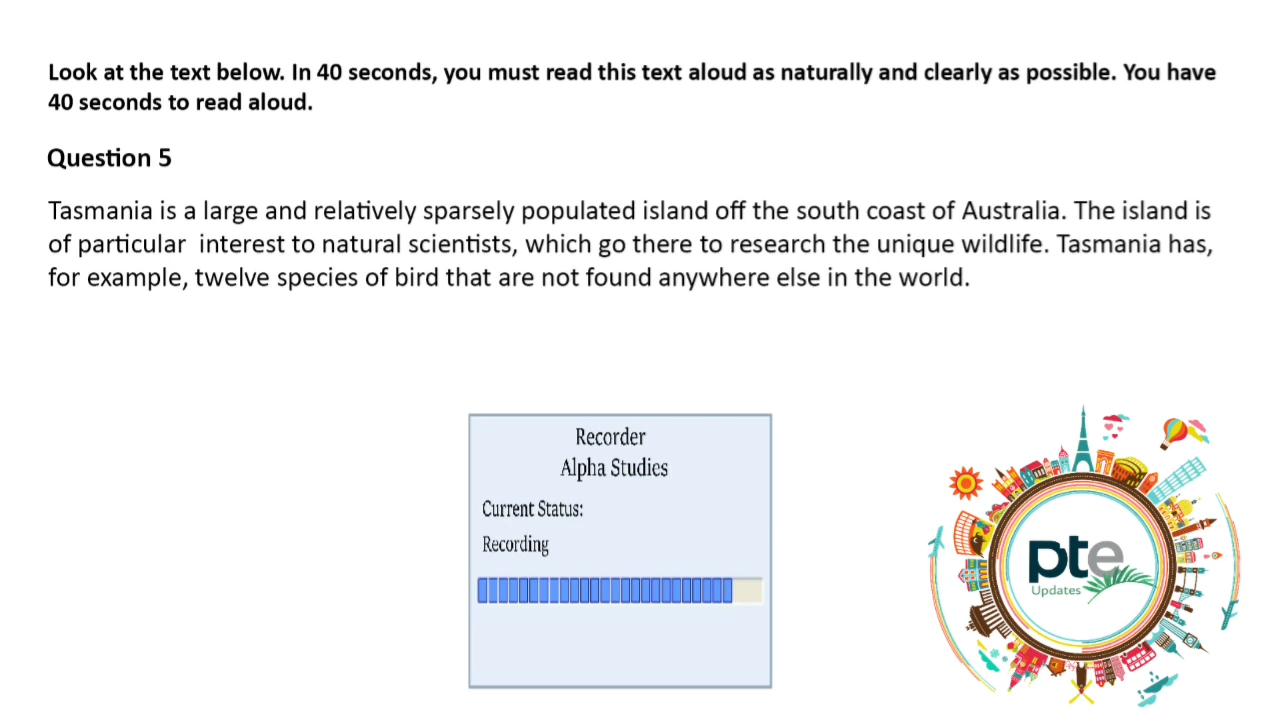 Look at the text below. In 40 seconds, you must read this text aloud as naturally and clearly as possible. You have
40 seconds to read aloud.
Question 5
Tasmania is a large and relatively sparsely populated island off the south coast of Australia. The island is
of particular  interest to natural scientists, which go there to research the unique wildlife. Tasmania has,
for example, twelve species of bird that are not found anywhere else in the world.
Recorder
Alpha Studies
Current Status:
Recording
pte
Updates